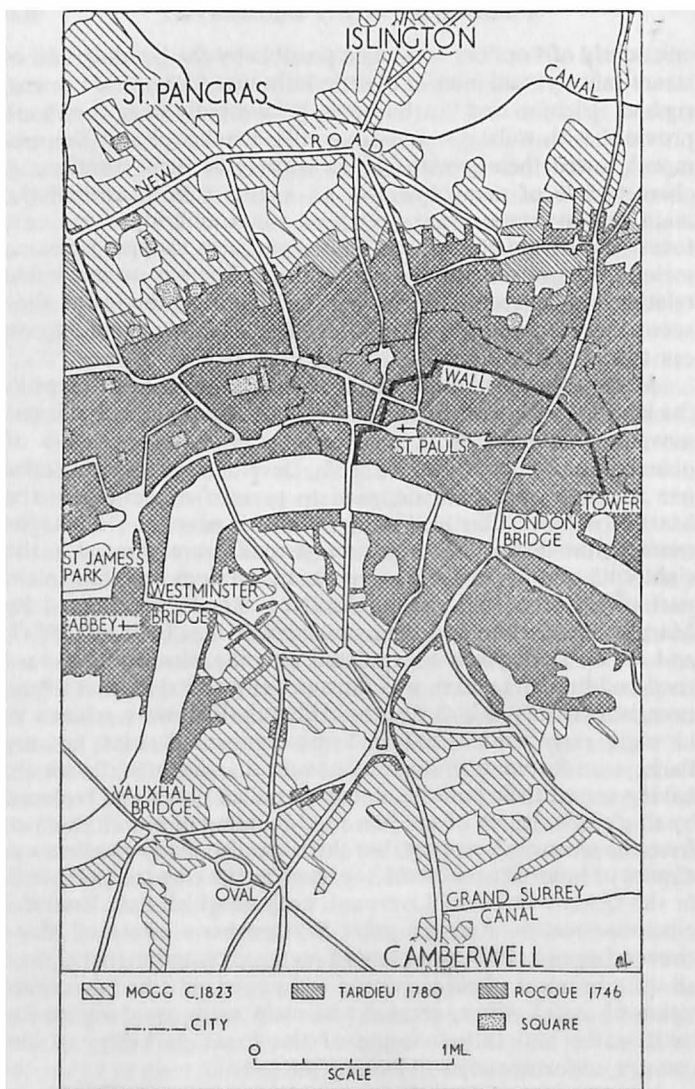 ISLINGTON
CANAL
ST. PANCRAS
ROA
NEW
WALL
ST. PAULS
TOWER
LONDON
BRIDGE
ST JAMES'S
PARK
WESTMINSTER
BRIDGE
ABBEY
VAUXHALL
BRIDGE
OVAL
GRAND SURREY
CANAL
CAMBERWELL
MOGG C,1823
TARDIEU 1780
ROCQUE 1746
CITY
SQUARE
0
1ML.
SCALE